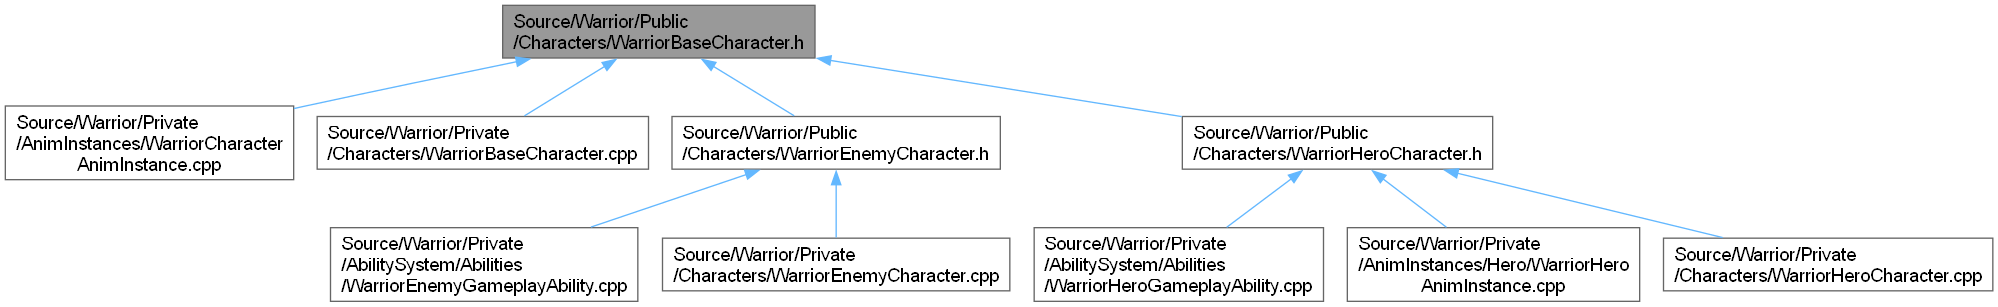 Source/Warrior/Public
/Characters/WarriorBaseCharacter.h
Source/Warrior/Private
/AnimInstances/WarriorCharacter
AnimInstance.cpp
Source/Warrior/Private
/Characters/WarriorBaseCharacter.cpp
Source/Warrior/Public
/Characters/WarriorEnemyCharacter.h
Source/Warrior/Public
/Characters/WarriorHeroCharacter.h
Source/Warrior/Private
/AbilitySystem/Abilities
/WarriorEnemyGameplayAbility.cpp
Source/Warrior/Private
/Characters/WarriorEnemyCharacter.cpp
Source/Warrior/Private
/AbilitySystem/Abilities
/WarriorHeroGameplayAbility.cpp
Source/Warrior/Private
/AnimInstances/Hero/WarriorHero
AnimInstance.cpp
Source/Warrior/Private
/Characters/WarriorHeroCharacter.cpp